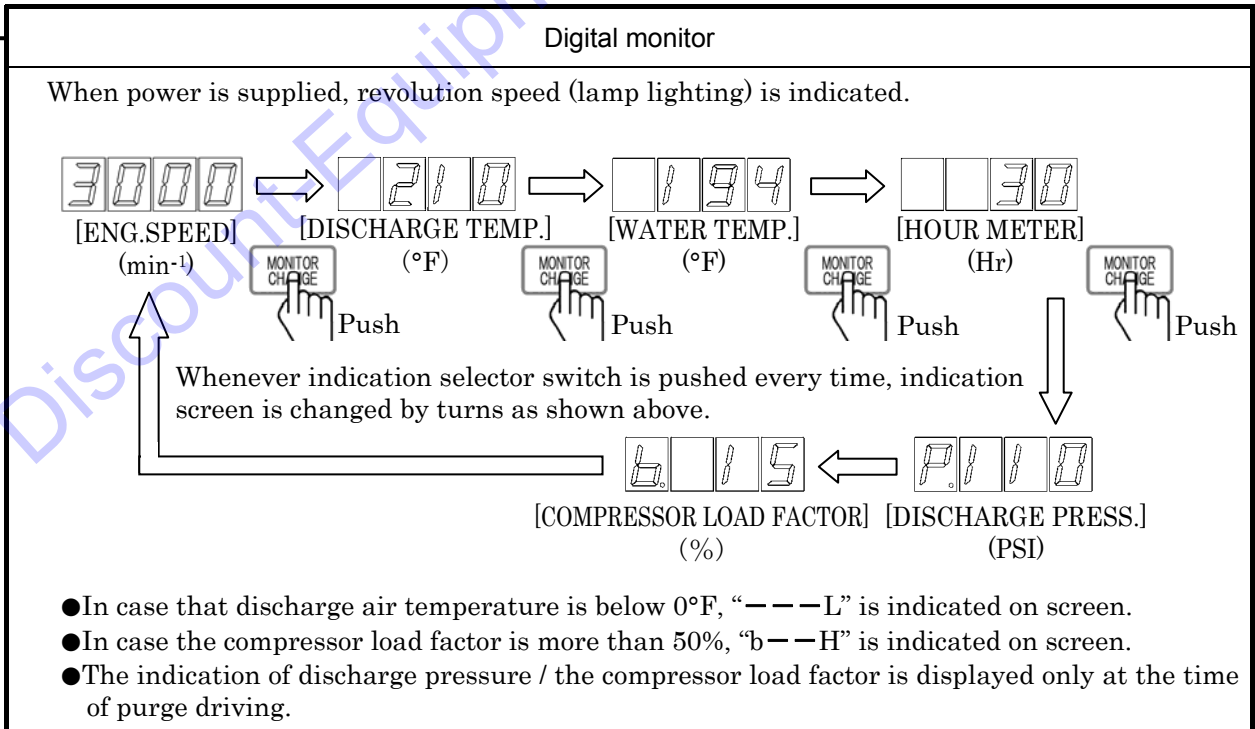 Digital monitor
When power is supplied, revolution speed (lamp lighting) is indicated.
3000 210 194 30
[ENG.SPEED] [DISCHARGE TEMP.] [WATER TEMP.] [HOUR METER]
(min-1) (°F) (°F) (Hr)
MONITOR CHANGE MONITOR CHANGE MONITOR CHANGE MONITOR CHANGE
Push Push Push Push
Whenever indication selector switch is pushed every time, indication
screen is changed by turns as shown above.
b. 15 P.110
[COMPRESSOR LOAD FACTOR] [DISCHARGE PRESS.]
(%) (PSI)
●In case that discharge air temperature is below 0°F, “−−−L” is indicated on screen.
●In case the compressor load factor is more than 50%, “b−−H” is indicated on screen.
●The indication of discharge pressure / the compressor load factor is displayed only at the time
of purge driving.
Discount-Equipm